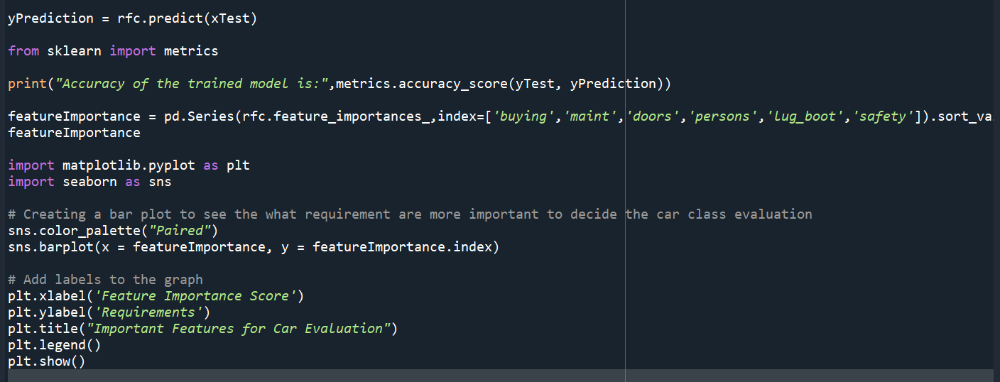 yPrediction = rfc.predict(xTest)
from sklearn import metrics
print("Accuracy of the trained model is:",metrics.accuracy_score(yTest, yPrediction))
featureImportance = pd.Series(rfc.feature_importances_,index=['buying','maint','doors','persons','lug_boot','safety']).sort_va
featureImportance
import matplotlib.pyplot as plt
import seaborn as sns
# Creating a bar plot to see the what requirement are more important to decide the car class evaluation
sns.color_palette("Paired")
sns.barplot(x = featureImportance, y = featureImportance.index)
# Add labels to the graph
plt.xlabel('Feature Importance Score')
plt.ylabel('Requirements')
plt.title("Important Features for Car Evaluation")
plt.legend()
plt.show()